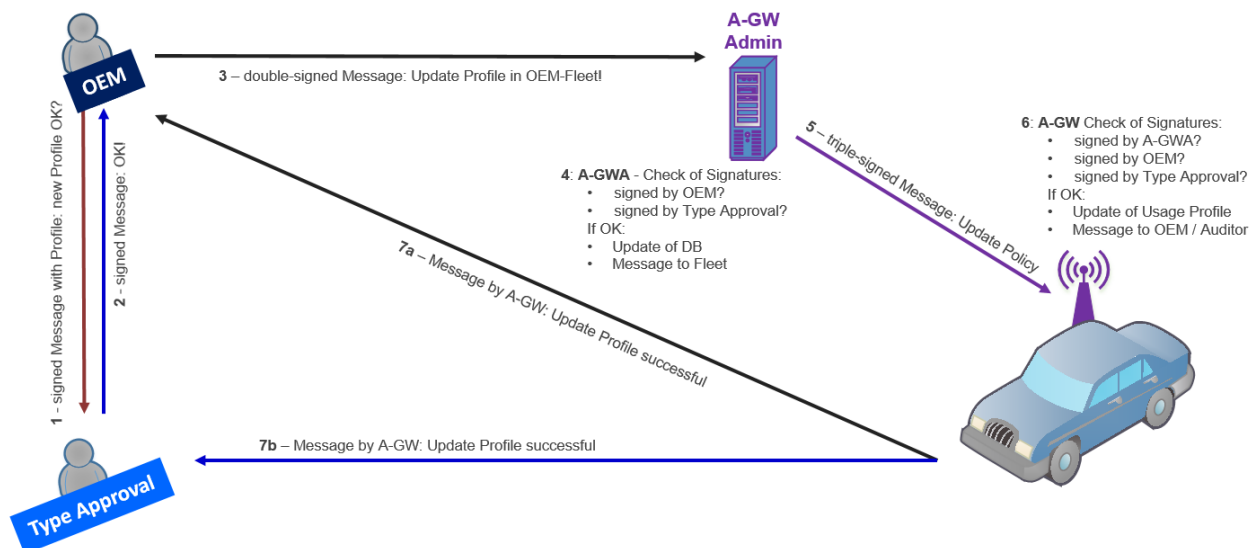 A-GW
Admin
OEM
3 – double-signed Message: Update Profile in OEM-Fleet!
1 - signed Message with Profile: new Profile OK?
2 - signed Message: OK!
4: A-GWA - Check of Signatures:
• signed by OEM?
• signed by Type Approval?
If OK:
• Update of DB
• Message to Fleet
5 – triple-signed Message: Update Policy
6: A-GW Check of Signatures:
• signed by A-GWA?
• signed by OEM?
• signed by Type Approval?
If OK:
• Update of Usage Profile
• Message to OEM / Auditor
7a – Message by A-GW: Update Profile successful
7b – Message by A-GW: Update Profile successful
Type Approval